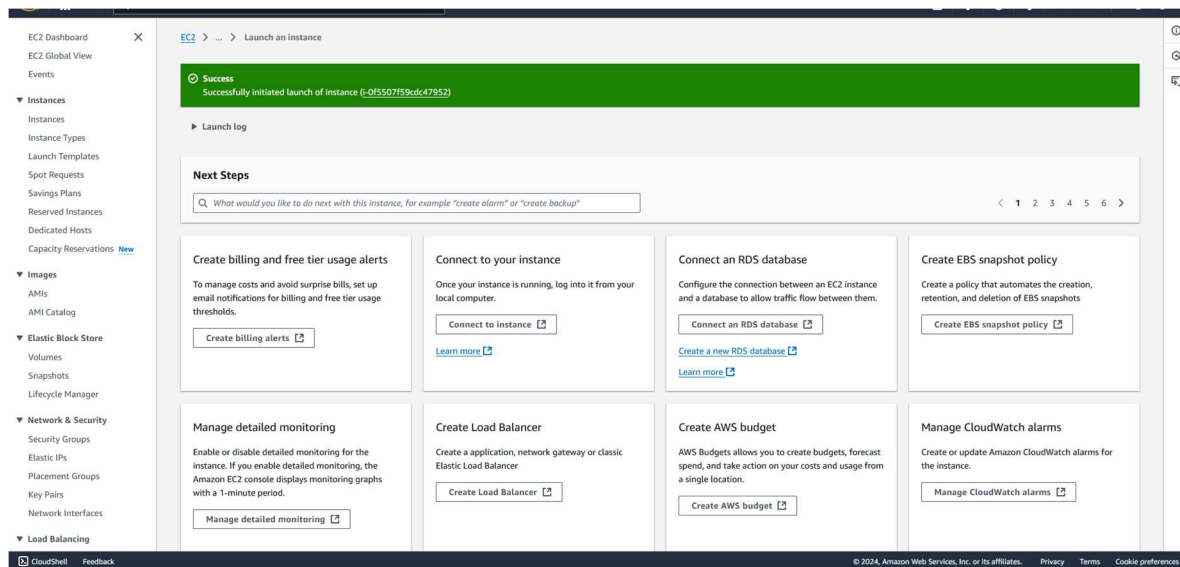 EC2 Dashboard
EC2 Global View
Events
Instances
Instances
Instance Types
Launch Templates
Spot Requests
Savings Plans
Reserved Instances
Dedicated Hosts
Capacity Reservations New
Images
AMIs
AMI Catalog
Elastic Block Store
Volumes
Snapshots
Lifecycle Manager
Network & Security
Security Groups
Elastic IPs
Placement Groups
Key Pairs
Network Interfaces
Load Balancing
EC2 > ... > Launch an instance
Success
Successfully initiated launch of instance (i-0f5507f59cdc47952)
Launch log
Next Steps
What would you like to do next with this instance, for example "create alarm" or "create backup"
< 1 2 3 4 5 6 >
Create billing and free tier usage alerts
To manage costs and avoid surprise bills, set up
email notifications for billing and free tier usage
thresholds.
Create billing alerts
Connect to your instance
Once your instance is running, log into it from your
local computer.
Connect to instance
Learn more
Connect an RDS database
Configure the connection between an EC2 instance
and a database to allow traffic flow between them.
Connect an RDS database
Create a new RDS database
Learn more
Create EBS snapshot policy
Create a policy that automates the creation,
retention, and deletion of EBS snapshots
Create EBS snapshot policy
Manage detailed monitoring
Enable or disable detailed monitoring for the
instance. If you enable detailed monitoring, the
Amazon EC2 console displays monitoring graphs
with a 1-minute period.
Manage detailed monitoring
Create Load Balancer
Create a application, network gateway or classic
Elastic Load Balancer
Create Load Balancer
Create AWS budget
AWS Budgets allows you to create budgets, forecast
spend, and take action on your costs and usage from
a single location.
Create AWS budget
Manage CloudWatch alarms
Create or update Amazon CloudWatch alarms for
the instance.
Manage CloudWatch alarms
CloudShell Feedback
© 2024, Amazon Web Services, Inc. or its affiliates. Privacy Terms Cookie preferences